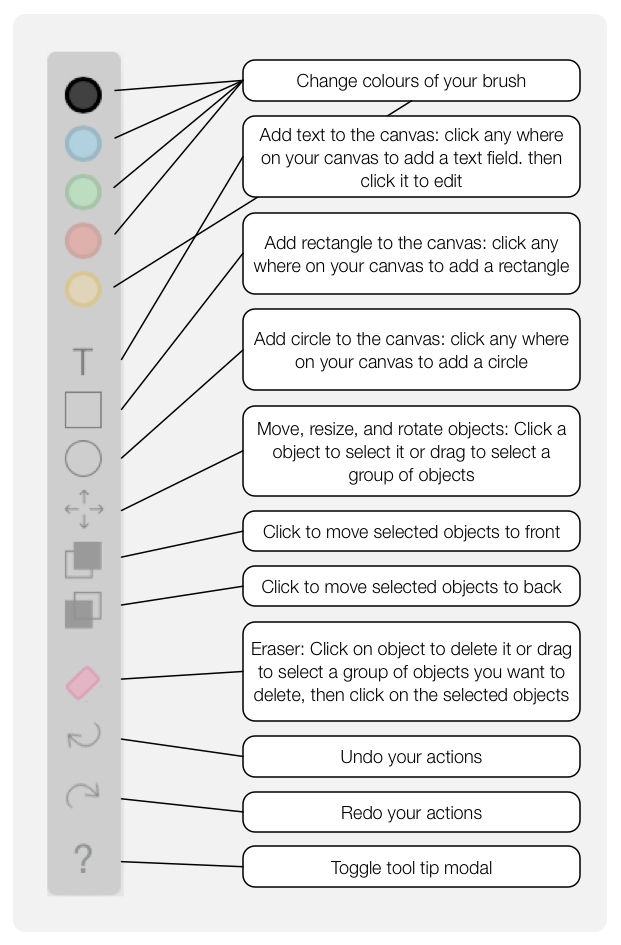 Change colours of your brush
Add text to the canvas: click any where
on your canvas to add a text field. then
click it to edit
Add rectangle to the canvas: click any
where on your canvas to add a rectangle
Add circle to the canvas: click any where
on your canvas to add a circle
T
Move, resize, and rotate objects: Click a
object to select it or drag to select a
group of objects
Click to move selected objects to front
Click to move selected objects to back
Eraser: Click on object to delete it or drag
to select a group of objects you want to
delete, then click on the selected objects
Undo your actions
Redo your actions
?
Toggle tool tip modal